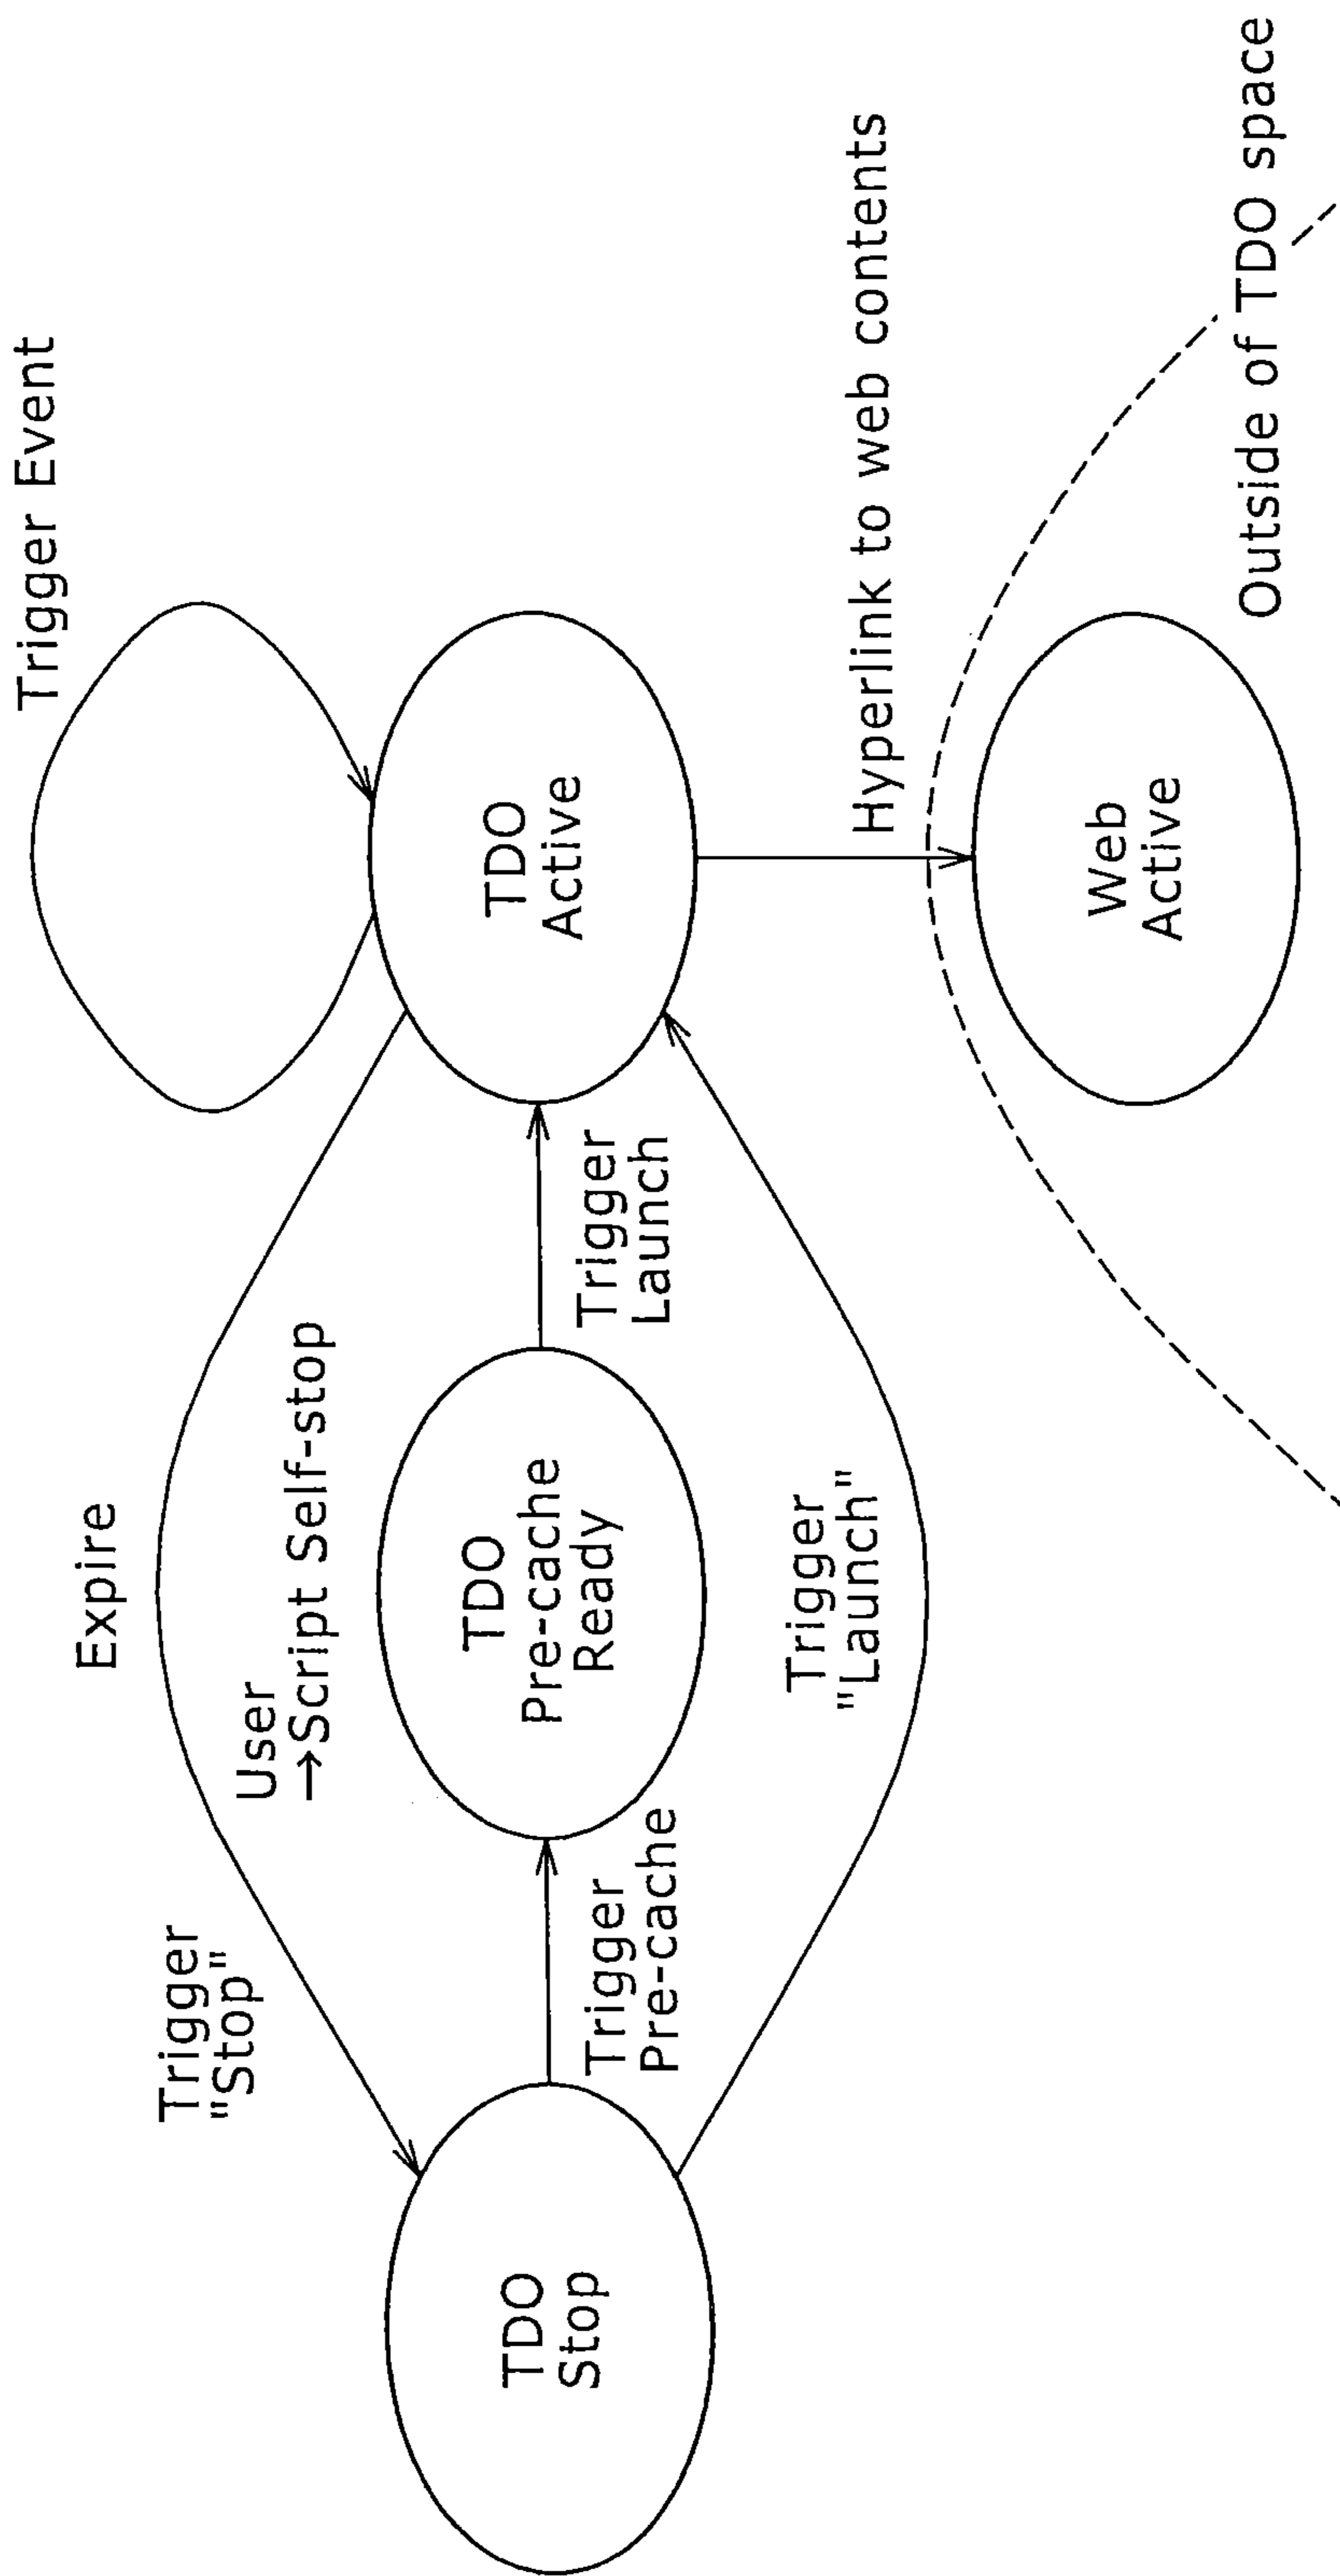 Trigger Event
Expire
Trigger
"Stop"
User
→Script Self-stop
TDO
Stop
Trigger
Pre-cache
TDO
Pre-cache
Ready
Trigger
Launch
TDO
Active
Trigger
"Launch"
Hyperlink to web contents
Web
Active
Outside of TDO space